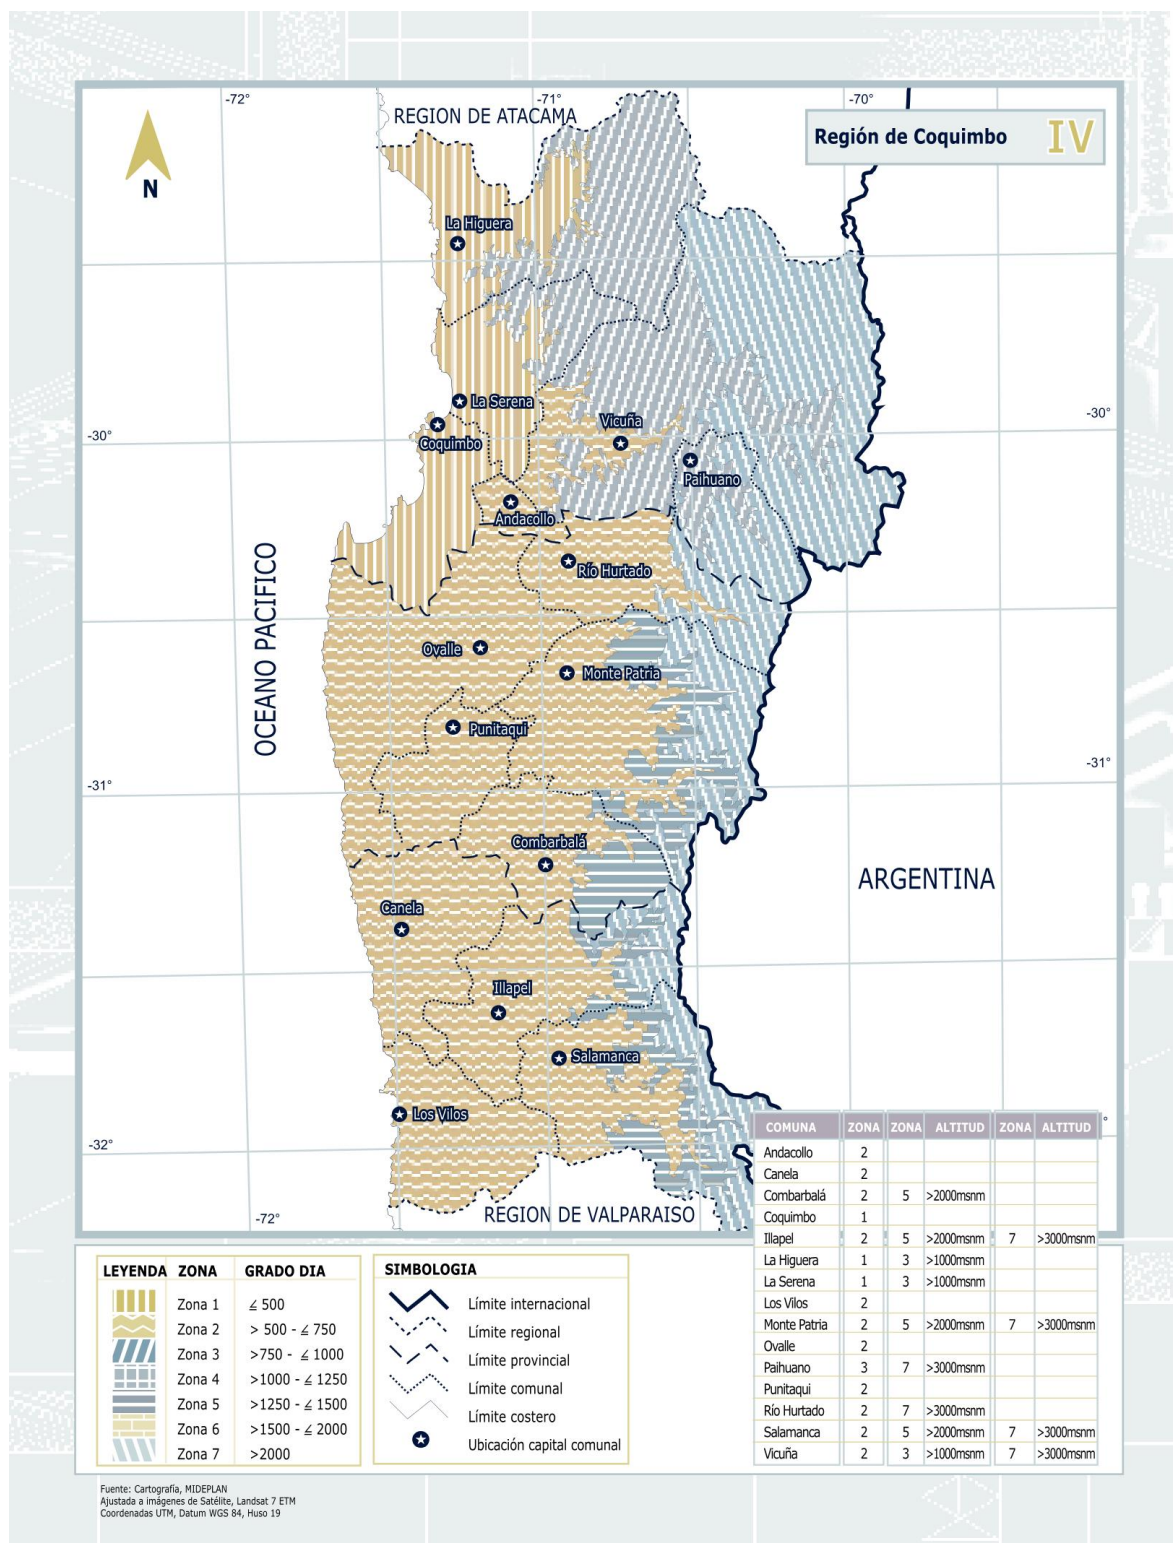 -72°
-71°
-70°
REGION DE ATACAMA
Región de Coquimbo IV
N
La Higuera
La Serena
Vicuña
-30°
-30°
Coquimbo
Paihuano
Andacollo
OCEANO PACIFICO
Río Hurtado
Ovalle
Monte Patria
Punitaqui
-31°
-31°
Combarbalá
ARGENTINA
Canela
Illapel
Salamanca
Los Vilos
-32°
-72°
REGION DE VALPARAISO
COMUNA ZONA ZONA ALTITUD ZONA ALTITUD
Andacollo 2
Canela 2
Combarbalá 2 5 >2000msnm
Coquimbo 1
Illapel 2 5 >2000msnm 7 >3000msnm
La Higuera 1 3 >1000msnm
La Serena 1 3 >1000msnm
Los Vilos 2
Monte Patria 2 5 >2000msnm 7 >3000msnm
Ovalle 2
Paihuano 3 7 >3000msnm
Punitaqui 2
Río Hurtado 2 7 >3000msnm
Salamanca 2 5 >2000msnm 7 >3000msnm
Vicuña 2 3 >1000msnm 7 >3000msnm
LEYENDA ZONA GRADO DIA
Zona 1 ≤ 500
Zona 2 > 500 - ≤ 750
Zona 3 >750 - ≤ 1000
Zona 4 >1000 - ≤ 1250
Zona 5 >1250 - ≤ 1500
Zona 6 >1500 - ≤ 2000
Zona 7 >2000
SIMBOLOGIA
Límite internacional
Límite regional
Límite provincial
Límite comunal
Límite costero
Ubicación capital comunal
Fuente: Cartografía, MIDEPLAN
Ajustada a imágenes de Satélite, Landsat 7 ETM
Coordenadas UTM, Datum WGS 84, Huso 19